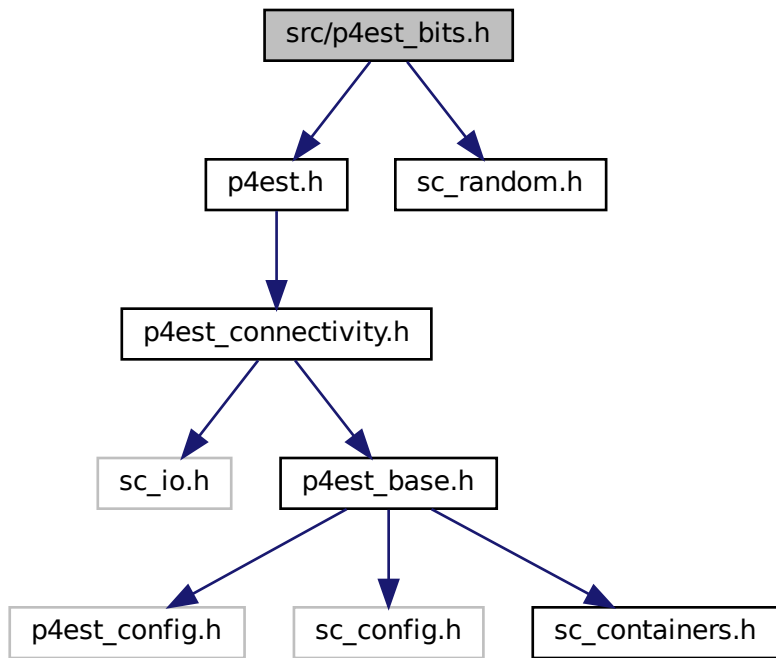 src/p4est_bits.h
p4est.h
sc_random.h
p4est_connectivity.h
sc_io.h
p4est_base.h
p4est_config.h
sc_config.h
sc_containers.h